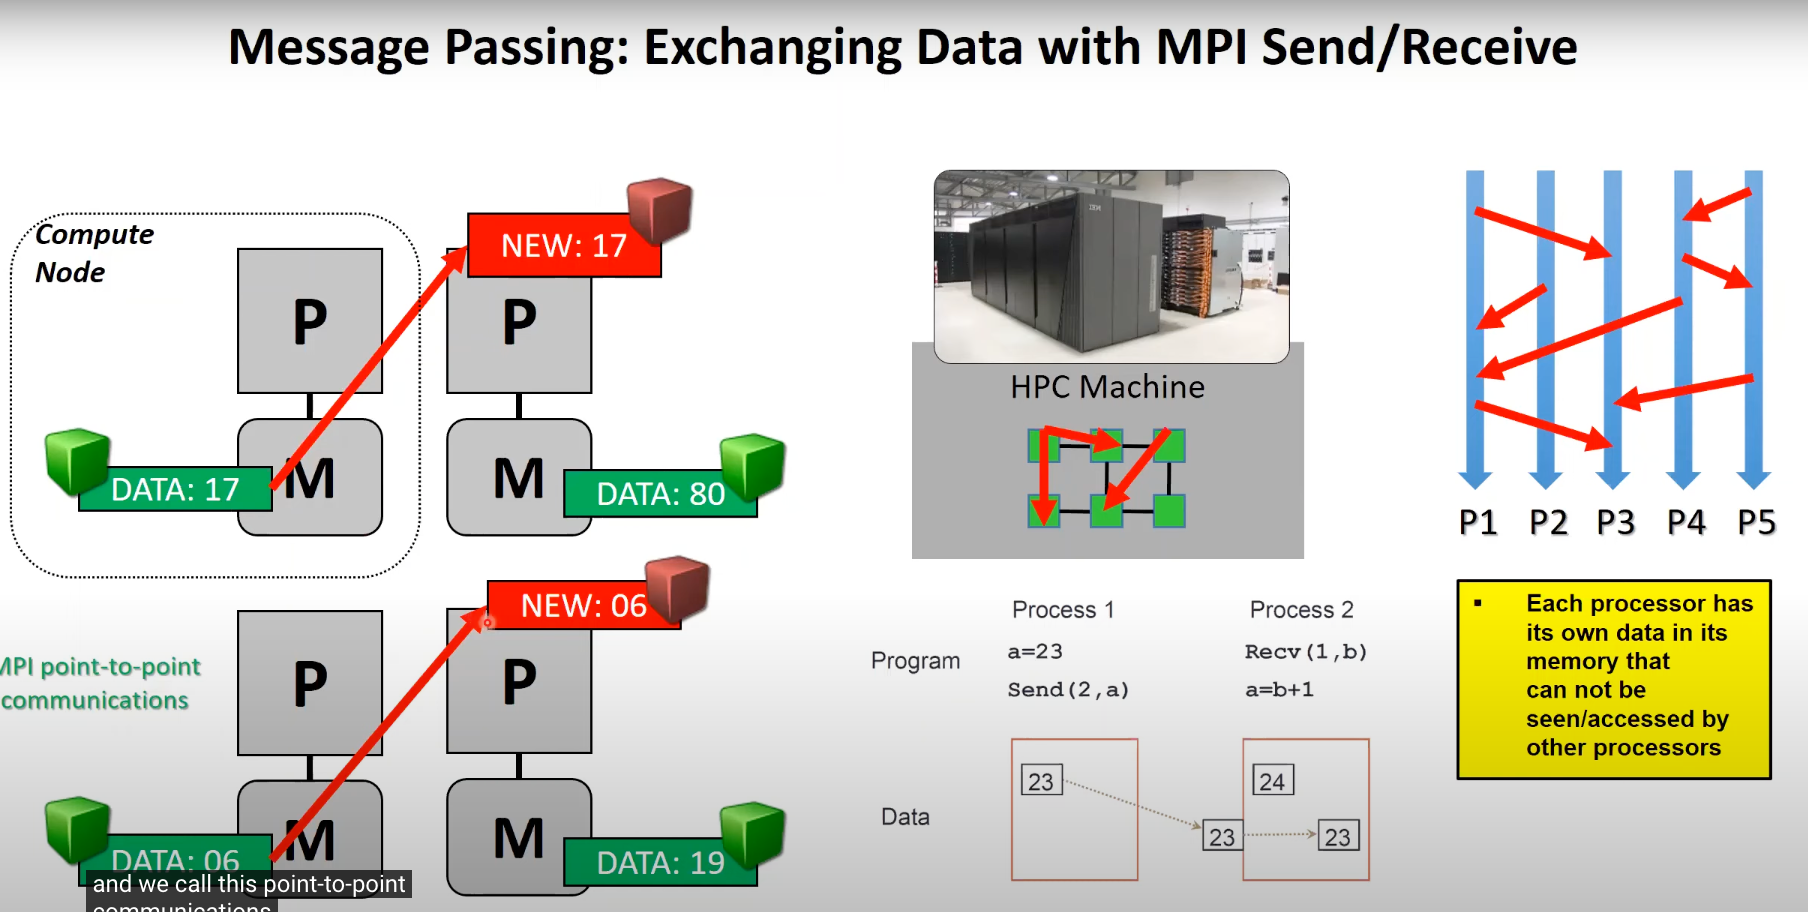 Message Passing: Exchanging Data with MPI Send/Receive
Compute
Node
P
M
DATA: 17
NEW: 17
P
M
DATA: 80
MPI point-to-point
communications
P
M
DATA: 06
NEW: 06
P
M
DATA: 19
IBM
HPC Machine
Process 1
Process 2
Program
a=23
Recv(1,b)
Send(2,a)
a=b+1
Data
23
24
23
23
P1
P2
P3
P4
P5
▪ Each processor has
its own data in its
memory that
can not be
seen/accessed by
other processors
and we call this point-to-point
communications